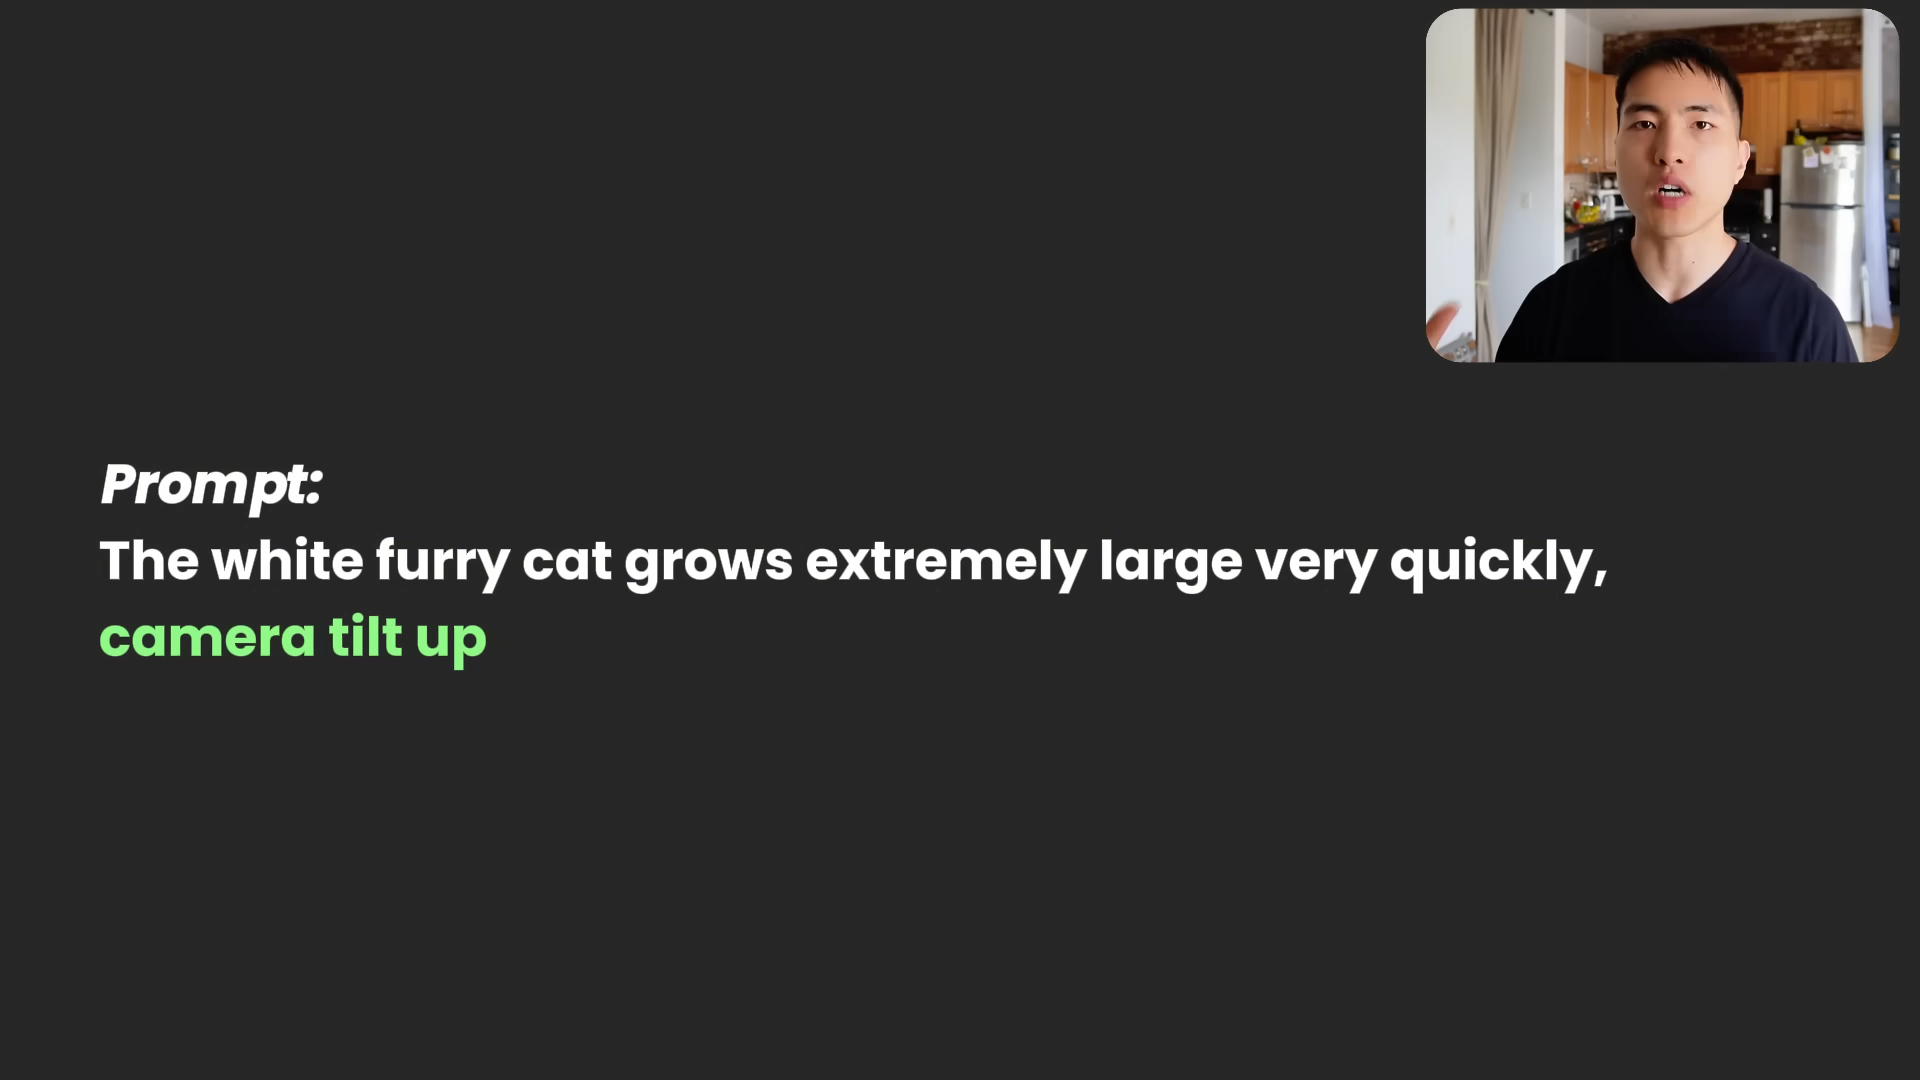 Prompt:
The white furry cat grows extremely large very quickly,
camera tilt up